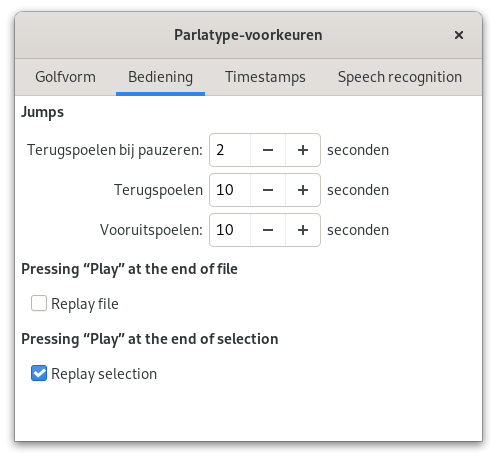 Parlatype-voorkeuren ×
Golfvorm Bediening Timestamps Speech recognition
Jumps
Terugspoelen bij pauzeren: 2 − + seconden
Terugspoelen 10 − + seconden
Vooruitspoelen: 10 − + seconden
Pressing “Play” at the end of file
Replay file
Pressing “Play” at the end of selection
Replay selection